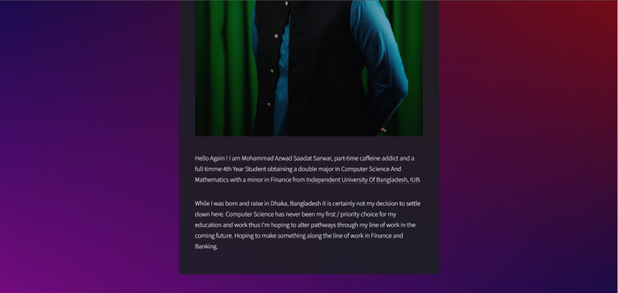 Hello Again ! I am Mohammad Azwad Saadat Sarwar, part-time caffeine addict and a
full timme 4th Year Student obtaining a double major in Computer Science And
Mathematics with a minor in Finance from Independent University Of Bangladesh, IUB.
While I was born and raise in Dhaka, Bangladesh it is certainly not my decision to settle
down here. Computer Science has never been my first / priority choice for my
education and work thus I'm hoping to alter pathways through my line of work in the
coming future. Hoping to make something along the line of work in Finance and
Banking.